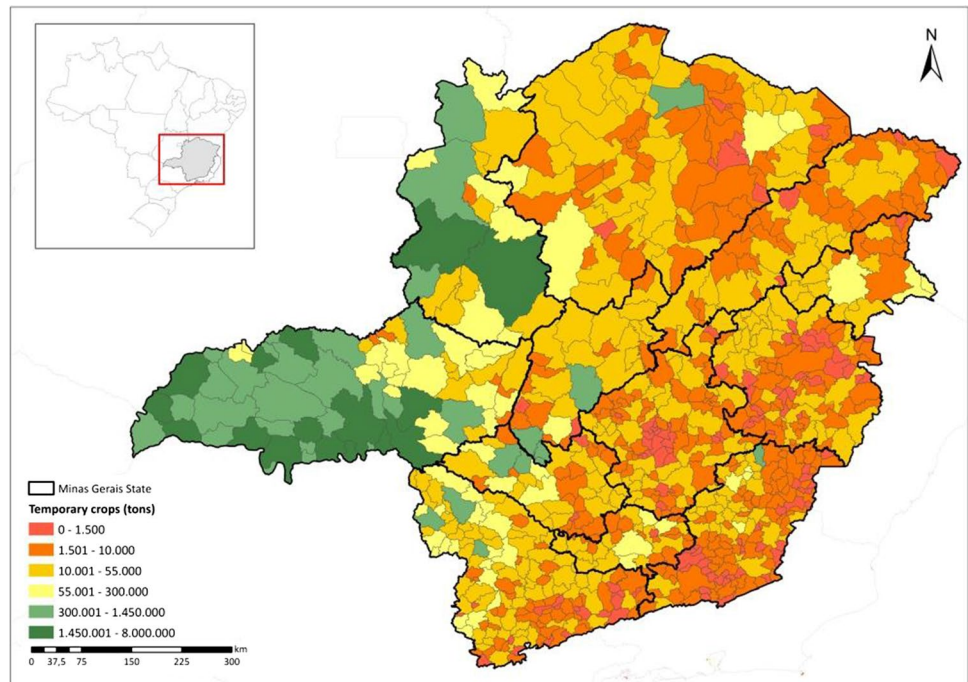 N
Minas Gerais State
Temporary crops (tons)
0 - 1.500
1.501 - 10.000
10.001 - 55.000
55.001 - 300.000
300.001 - 1.450.000
1.450.001 - 8.000.000
km
0 37,5 75 150 225 300